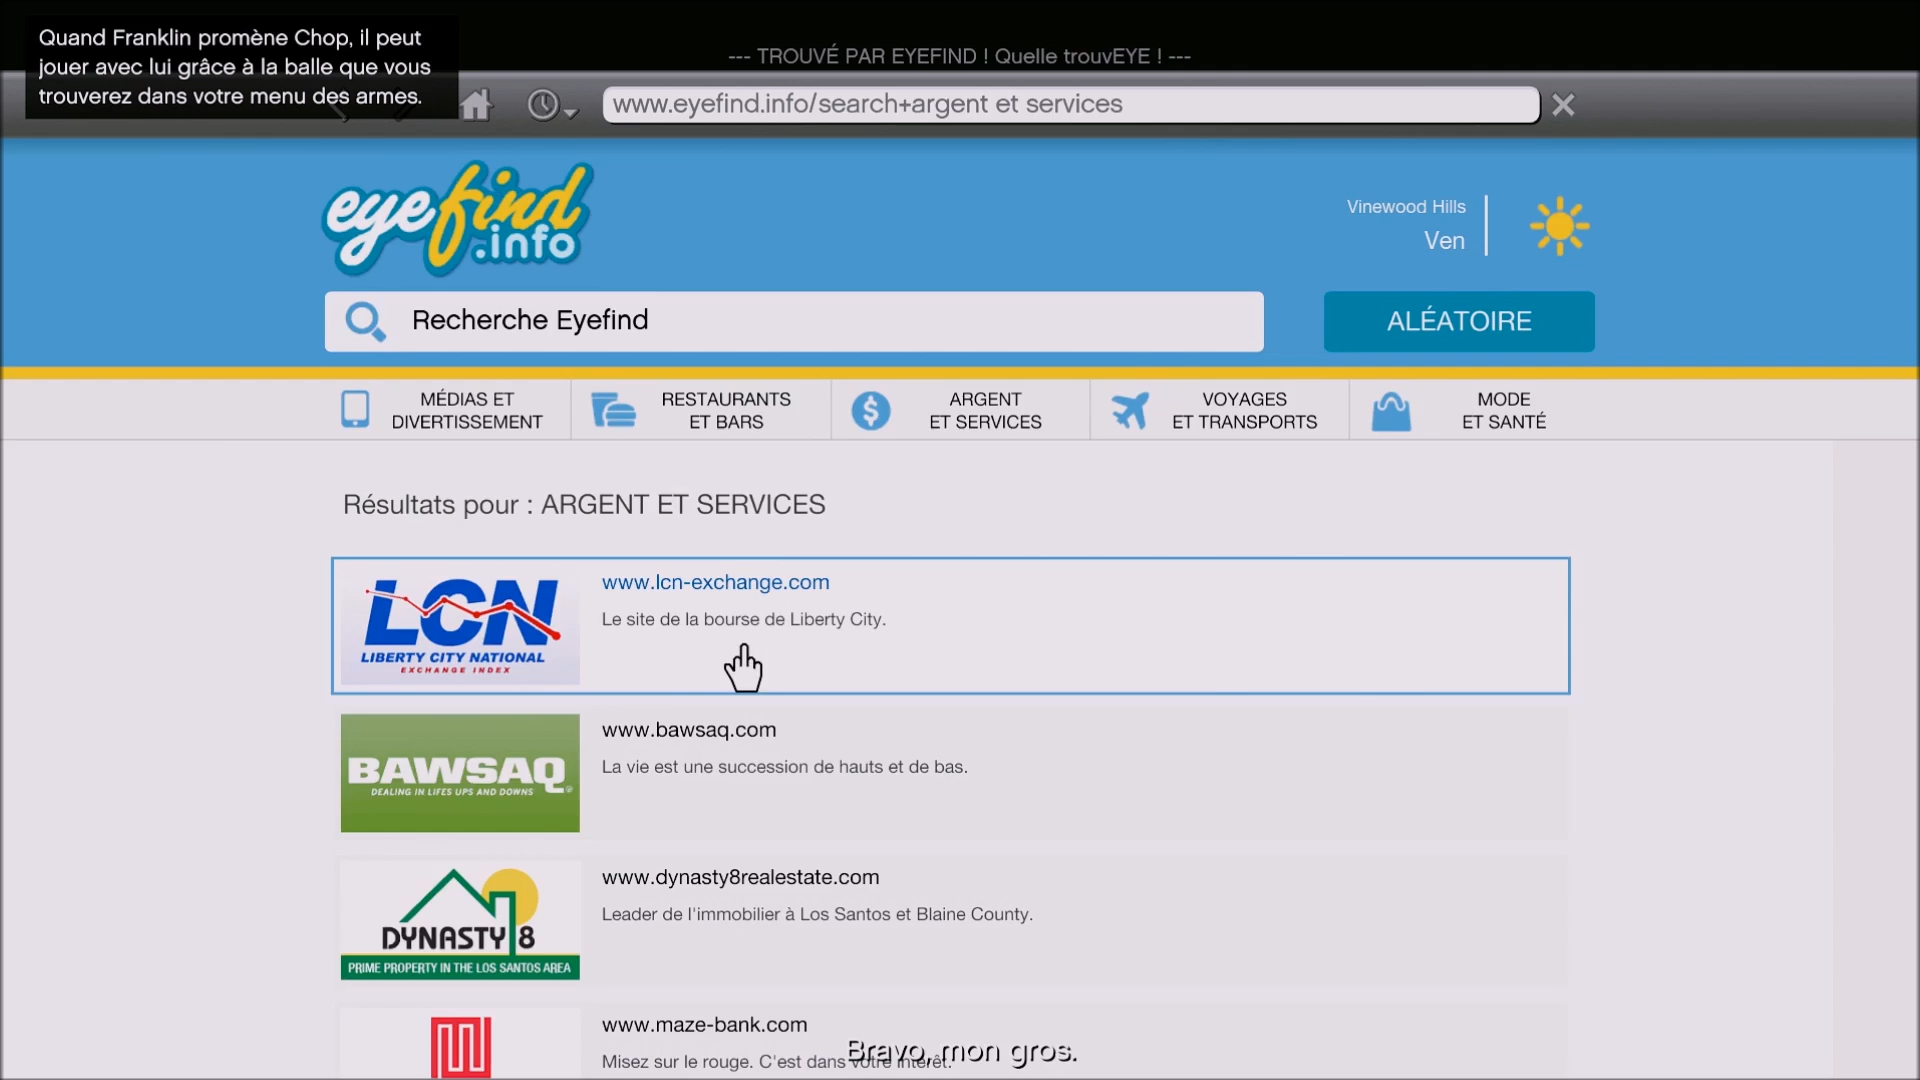 Quand Franklin promène Chop, il peut
jouer avec lui grâce à la balle que vous
trouverez dans votre menu des armes.
--- TROUVÉ PAR EYEFIND ! Quelle trouvEYE ! ---
www.eyefind.info/search+argent et services
eyefind
.info
Vinewood Hills
Ven
Recherche Eyefind
ALÉATOIRE
MÉDIAS ET
DIVERTISSEMENT
RESTAURANTS
ET BARS
ARGENT
ET SERVICES
VOYAGES
ET TRANSPORTS
MODE
ET SANTÉ
Résultats pour : ARGENT ET SERVICES
LCN
LIBERTY CITY NATIONAL
EXCHANGE INDEX
www.lcn-exchange.com
Le site de la bourse de Liberty City.
BAWSAQ
DEALING IN LIFES UPS AND DOWNS
www.bawsaq.com
La vie est une succession de hauts et de bas.
DYNASTY 8
PRIME PROPERTY IN THE LOS SANTOS AREA
www.dynasty8realestate.com
Leader de l'immobilier à Los Santos et Blaine County.
www.maze-bank.com
Misez sur le rouge. C'est dans votre intérêt.
Bravo, mon gros.